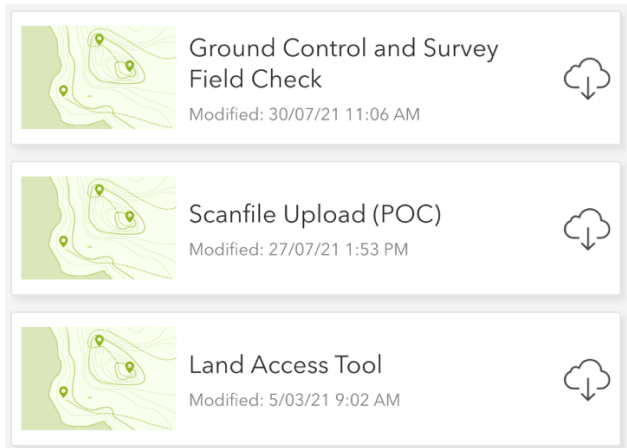 Ground Control and Survey
Field Check
Modified: 30/07/21 11:06 AM
Scanfile Upload (POC)
Modified: 27/07/21 1:53 PM
Land Access Tool
Modified: 5/03/21 9:02 AM